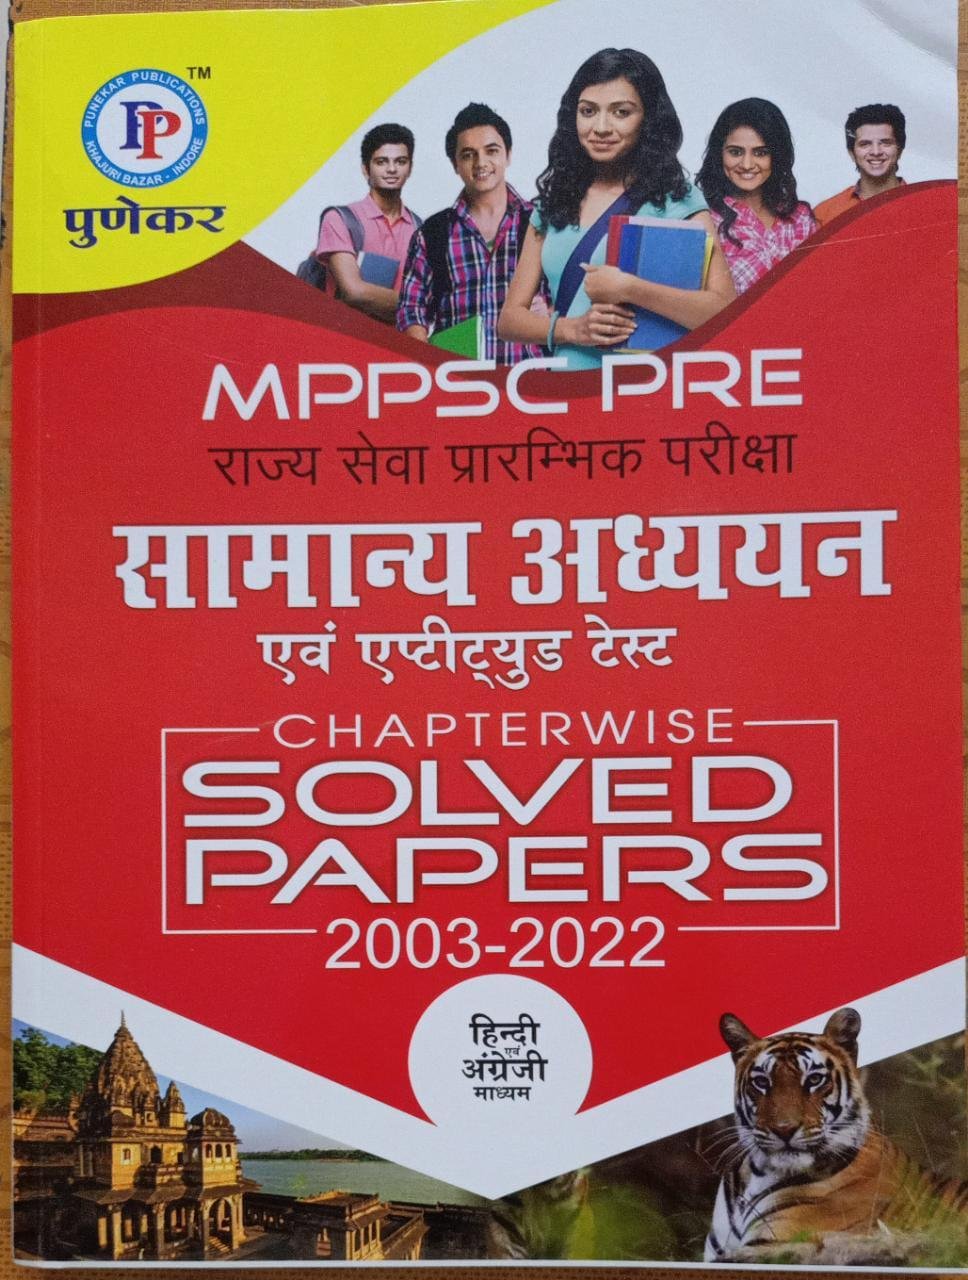 TM
PUNEKAR PUBLICATIONS
PP
KHAJURI BAZAR - INDORE
पुणेकर
MPPSC PRE
राज्य सेवा प्रारम्भिक परीक्षा
सामान्य अध्ययन
एवं एप्टीट्युड टेस्ट
CHAPTERWISE
SOLVED
PAPERS
2003-2022
हिन्दी
एवं
अंग्रेजी
माध्यम